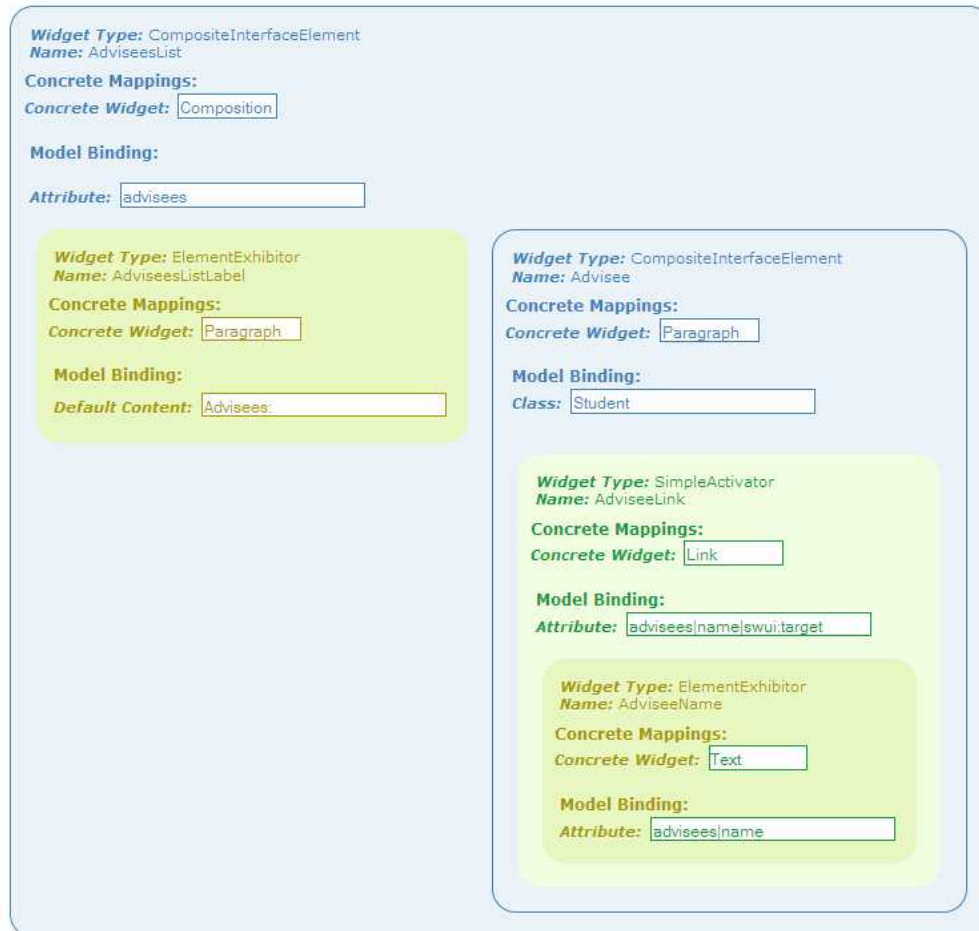 Widget Type: CompositeInterfaceElement
Name: AdviseesList
Concrete Mappings:
Concrete Widget: Composition
Model Binding:
Attribute: advisees
Widget Type: ElementExhibitor
Name: AdviseesListLabel
Concrete Mappings:
Concrete Widget: Paragraph
Model Binding:
Default Content: Advisees:
Widget Type: CompositeInterfaceElement
Name: Advisee
Concrete Mappings:
Concrete Widget: Paragraph
Model Binding:
Class: Student
Widget Type: SimpleActivator
Name: AdviseeLink
Concrete Mappings:
Concrete Widget: Link
Model Binding:
Attribute: advisees|name|swui:target
Widget Type: ElementExhibitor
Name: AdviseeName
Concrete Mappings:
Concrete Widget: Text
Model Binding:
Attribute: advisees|name